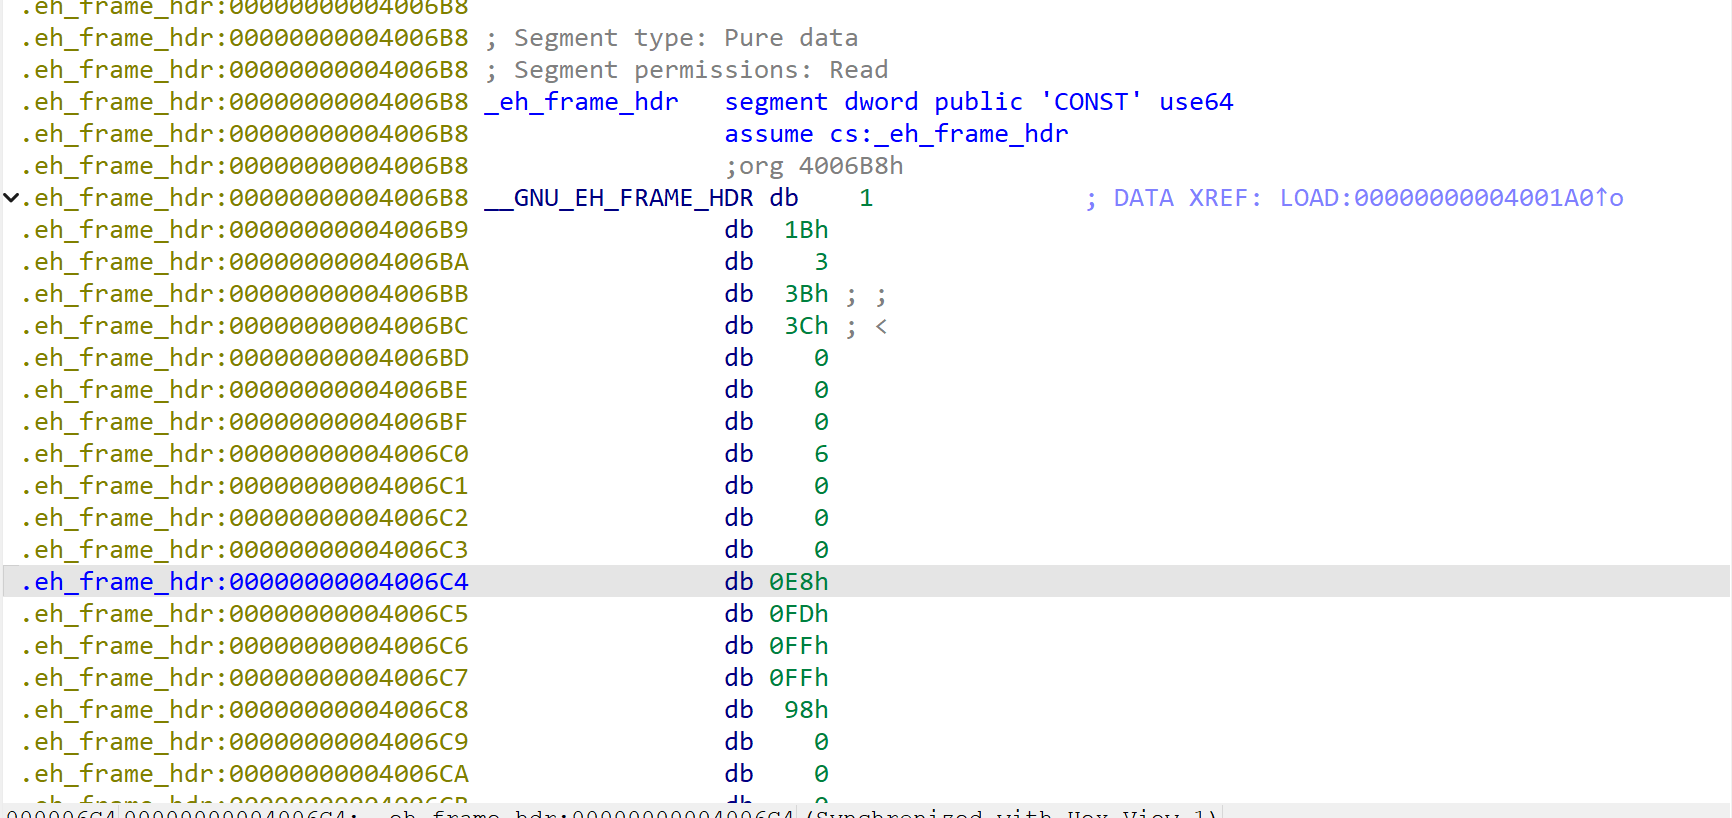 .eh_frame_hdr:00000000004006B8
.eh_frame_hdr:00000000004006B8 ; Segment type: Pure data
.eh_frame_hdr:00000000004006B8 ; Segment permissions: Read
.eh_frame_hdr:00000000004006B8 _eh_frame_hdr   segment dword public 'CONST' use64
.eh_frame_hdr:00000000004006B8                 assume cs:_eh_frame_hdr
.eh_frame_hdr:00000000004006B8                 ;org 4006B8h
.eh_frame_hdr:00000000004006B8 __GNU_EH_FRAME_HDR db    1              ; DATA XREF: LOAD:00000000004001A0↑o
.eh_frame_hdr:00000000004006B9                 db  1Bh
.eh_frame_hdr:00000000004006BA                 db    3
.eh_frame_hdr:00000000004006BB                 db  3Bh ; ;
.eh_frame_hdr:00000000004006BC                 db  3Ch ; <
.eh_frame_hdr:00000000004006BD                 db    0
.eh_frame_hdr:00000000004006BE                 db    0
.eh_frame_hdr:00000000004006BF                 db    0
.eh_frame_hdr:00000000004006C0                 db    6
.eh_frame_hdr:00000000004006C1                 db    0
.eh_frame_hdr:00000000004006C2                 db    0
.eh_frame_hdr:00000000004006C3                 db    0
.eh_frame_hdr:00000000004006C4                 db 0E8h
.eh_frame_hdr:00000000004006C5                 db 0FDh
.eh_frame_hdr:00000000004006C6                 db 0FFh
.eh_frame_hdr:00000000004006C7                 db 0FFh
.eh_frame_hdr:00000000004006C8                 db  98h
.eh_frame_hdr:00000000004006C9                 db    0
.eh_frame_hdr:00000000004006CA                 db    0
.eh_frame_hdr:00000000004006CB                 db    0
000006C4 00000000004006C4: .eh_frame_hdr:00000000004006C4 (Synchronized with Hex View-1)